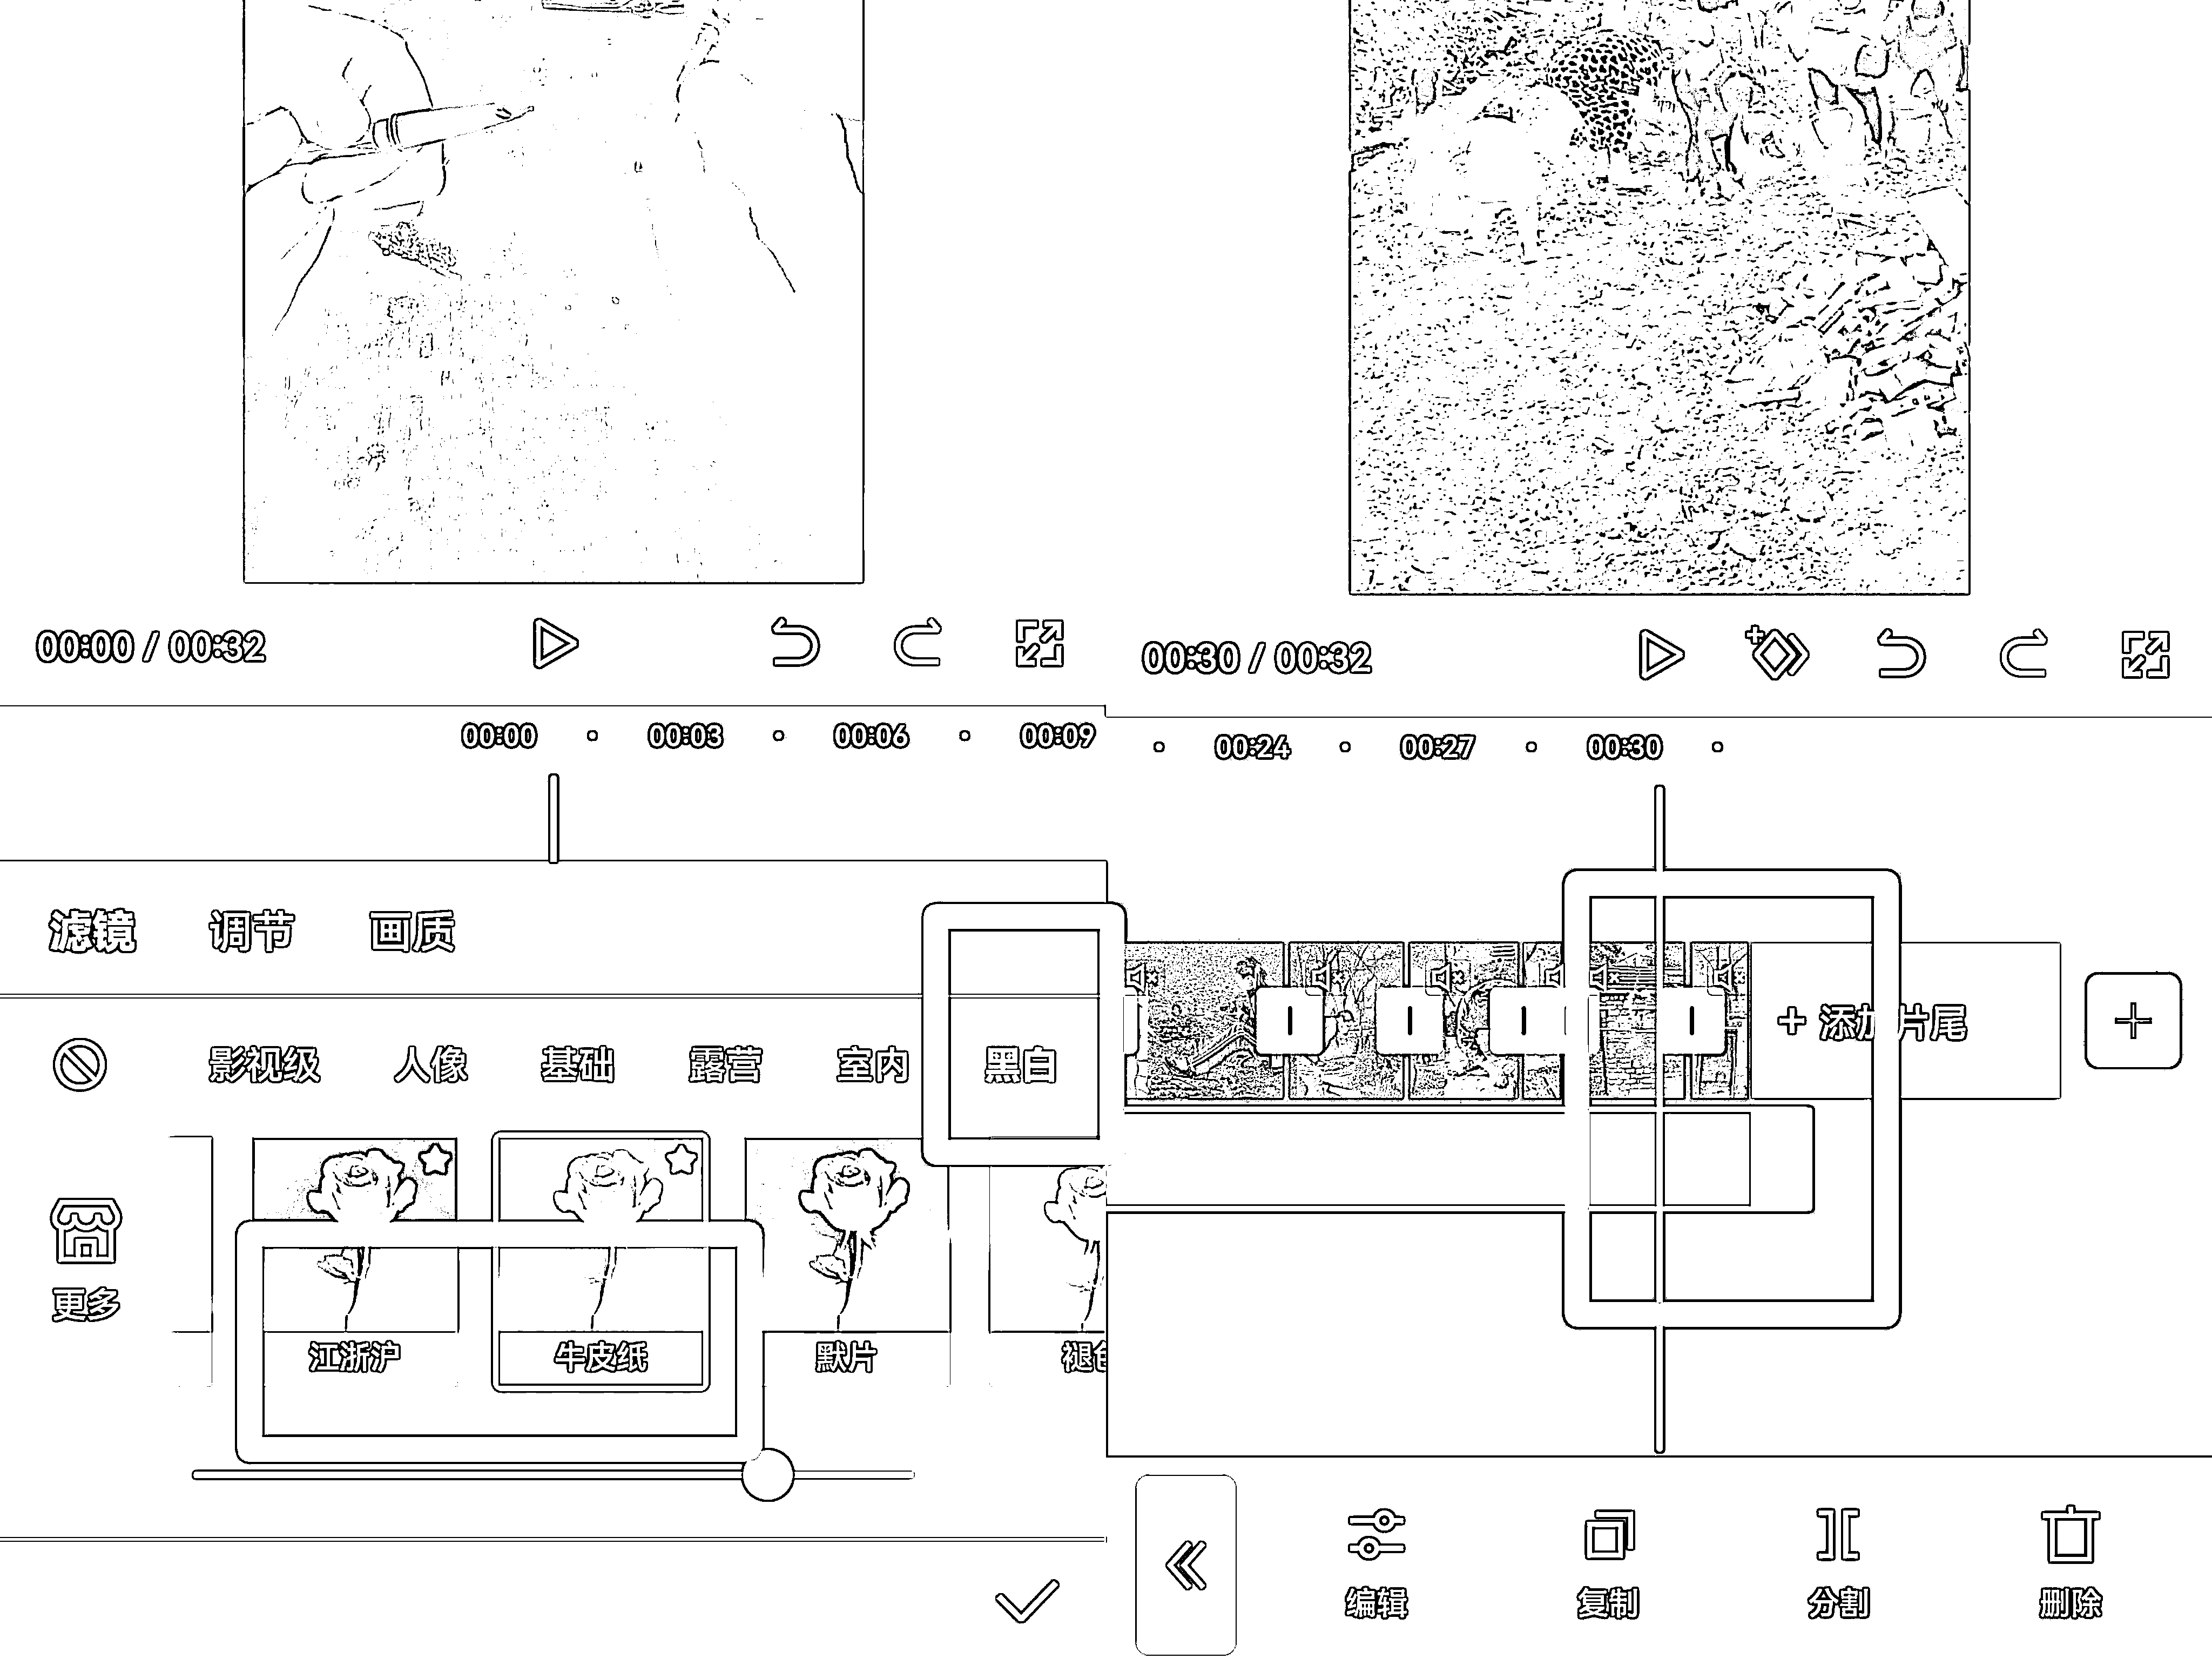 00:00 / 00:32
00:00
00:03
00:06
00:09
滤镜
调节
画质
影视级
人像
基础
露营
室内
黑白
更多
江浙沪
牛皮纸
默片
褪色
00:30 / 00:32
00:24
00:27
00:30
+ 添加片尾
编辑
复制
分割
删除